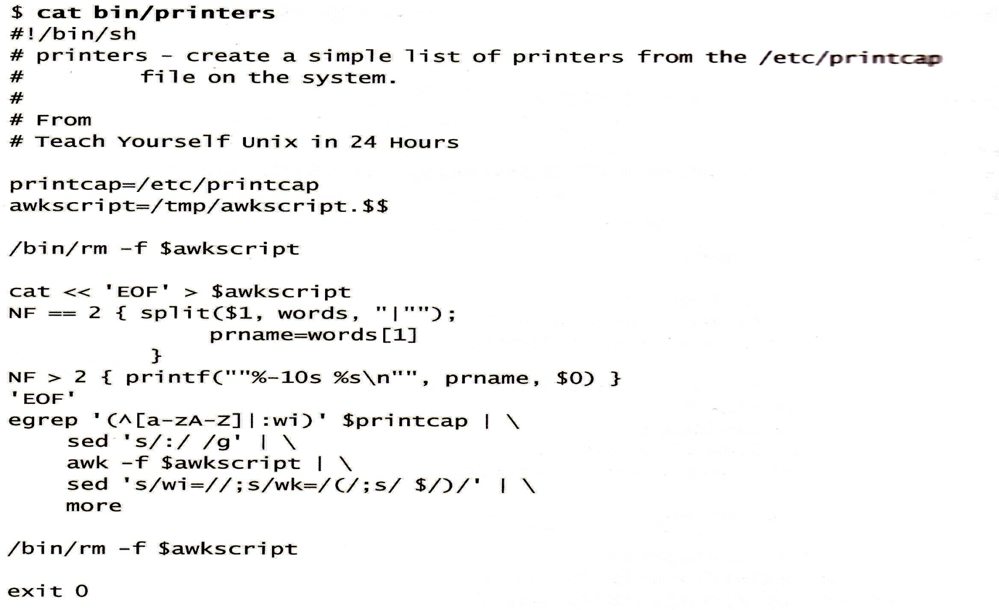 $ cat bin/printers
#!/bin/sh
# printers – create a simple list of printers from the /etc/printcap
#          file on the system.
#
# From
# Teach Yourself Unix in 24 Hours
printcap=/etc/printcap
awkscript=/tmp/awkscript.$$
/bin/rm –f $awkscript
cat << 'EOF' > $awkscript
NF == 2 { split($1, words, "|"");
               prname=words[1]
          }
NF > 2 { printf(""%–10s %s\n"", prname, $0) }
'EOF'
egrep '(^[a–zA–Z]|:wi)' $printcap | \
     sed 's/:/ /g' | \
     awk –f $awkscript | \
     sed 's/wi=//;s/wk=/(/;s/ $/)/' | \
     more
/bin/rm –f $awkscript
exit 0